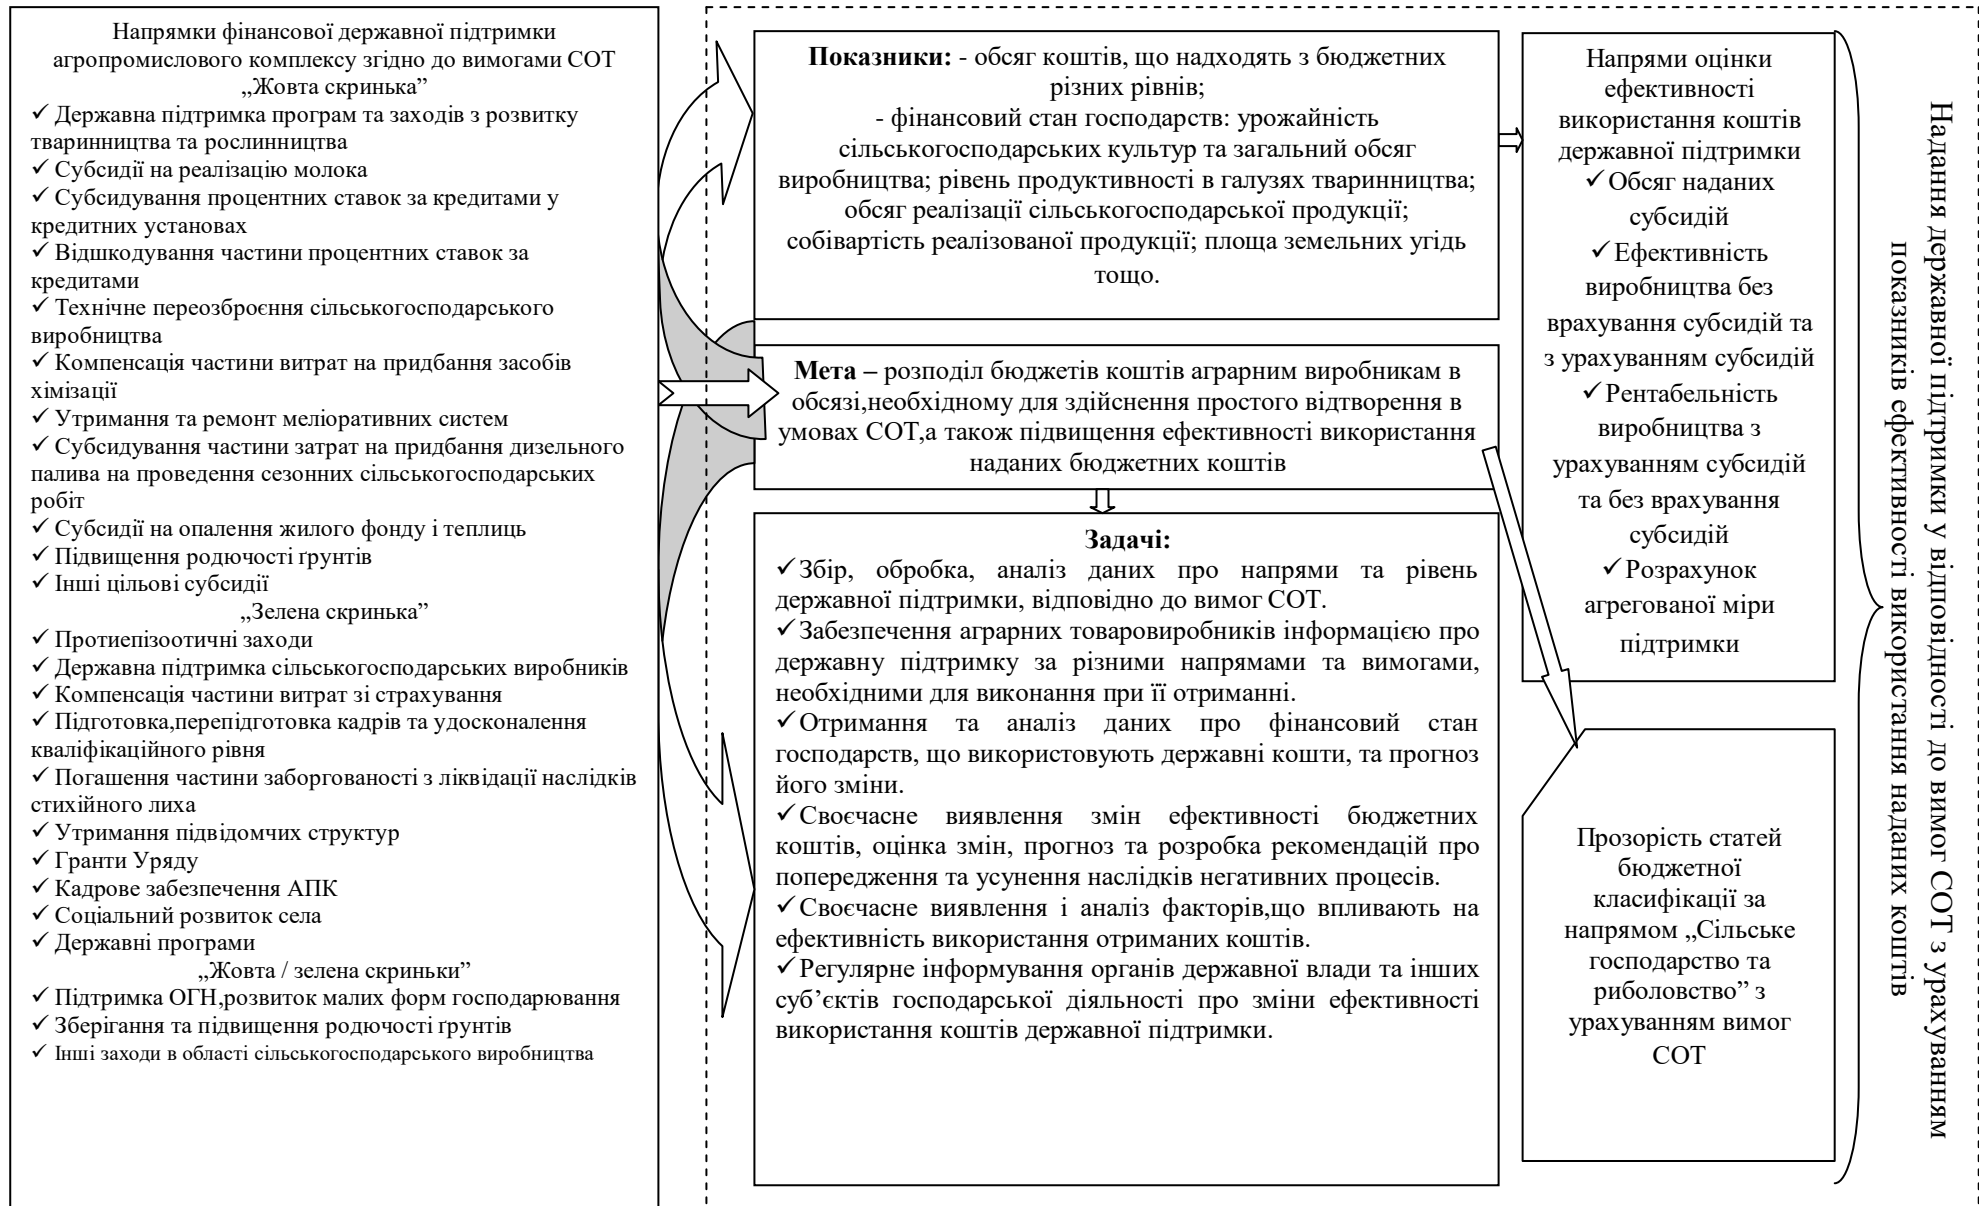 Напрямки фінансової державної підтримки
агропромислового комплексу згідно до вимогами СОТ
„Жовта скринька”
✓ Державна підтримка програм та заходів з розвитку
тваринництва та рослинництва
✓ Субсидії на реалізацію молока
✓ Субсидування процентних ставок за кредитами у
кредитних установах
✓ Відшкодування частини процентних ставок за
кредитами
✓ Технічне переозброєння сільськогосподарського
виробництва
✓ Компенсація частини витрат на придбання засобів
хімізації
✓ Утримання та ремонт меліоративних систем
✓ Субсидування частини затрат на придбання дизельного
палива на проведення сезонних сільськогосподарських
робіт
✓ Субсидії на опалення жилого фонду і теплиць
✓ Підвищення родючості ґрунтів
✓ Інші цільові субсидії
„Зелена скринька”
✓ Протиепізоотичні заходи
✓ Державна підтримка сільськогосподарських виробників
✓ Компенсація частини витрат зі страхування
✓ Підготовка,перепідготовка кадрів та удосконалення
кваліфікаційного рівня
✓ Погашення частини заборгованості з ліквідації наслідків
стихійного лиха
✓ Утримання підвідомчих структур
✓ Гранти Уряду
✓ Кадрове забезпечення АПК
✓ Соціальний розвиток села
✓ Державні програми
„Жовта / зелена скриньки”
✓ Підтримка ОГН,розвиток малих форм господарювання
✓ Зберігання та підвищення родючості ґрунтів
✓ Інші заходи в області сільськогосподарського виробництва
Показники: - обсяг коштів, що надходять з бюджетних
різних рівнів;
- фінансовий стан господарств: урожайність
сільськогосподарських культур та загальний обсяг
виробництва; рівень продуктивності в галузях тваринництва;
обсяг реалізації сільськогосподарської продукції;
собівартість реалізованої продукції; площа земельних угідь
тощо.
Мета – розподіл бюджетів коштів аграрним виробникам в
обсязі,необхідному для здійснення простого відтворення в
умовах СОТ,а також підвищення ефективності використання
наданих бюджетних коштів
Задачі:
✓Збір, обробка, аналіз даних про напрями та рівень
державної підтримки, відповідно до вимог СОТ.
✓Забезпечення аграрних товаровиробників інформацією про
державну підтримку за різними напрямами та вимогами,
необхідними для виконання при її отриманні.
✓Отримання та аналіз даних про фінансовий стан
господарств, що використовують державні кошти, та прогноз
його зміни.
✓Своєчасне виявлення змін ефективності бюджетних
коштів, оцінка змін, прогноз та розробка рекомендацій про
попередження та усунення наслідків негативних процесів.
✓Своєчасне виявлення і аналіз факторів,що впливають на
ефективність використання отриманих коштів.
✓Регулярне інформування органів державної влади та інших
суб’єктів господарської діяльності про зміни ефективності
використання коштів державної підтримки.
Напрями оцінки
ефективності
використання коштів
державної підтримки
✓Обсяг наданих
субсидій
✓Ефективність
виробництва без
врахування субсидій та
з урахуванням субсидій
✓Рентабельність
виробництва з
урахуванням субсидій
та без врахування
субсидій
✓Розрахунок
агрегованої міри
підтримки
Прозорість статей
бюджетної
класифікації за
напрямом „Сільське
господарство та
риболовство” з
урахуванням вимог
СОТ
Надання державної підтримки у відповідності до вимог СОТ з урахуванням
показників ефективності використання наданих коштів